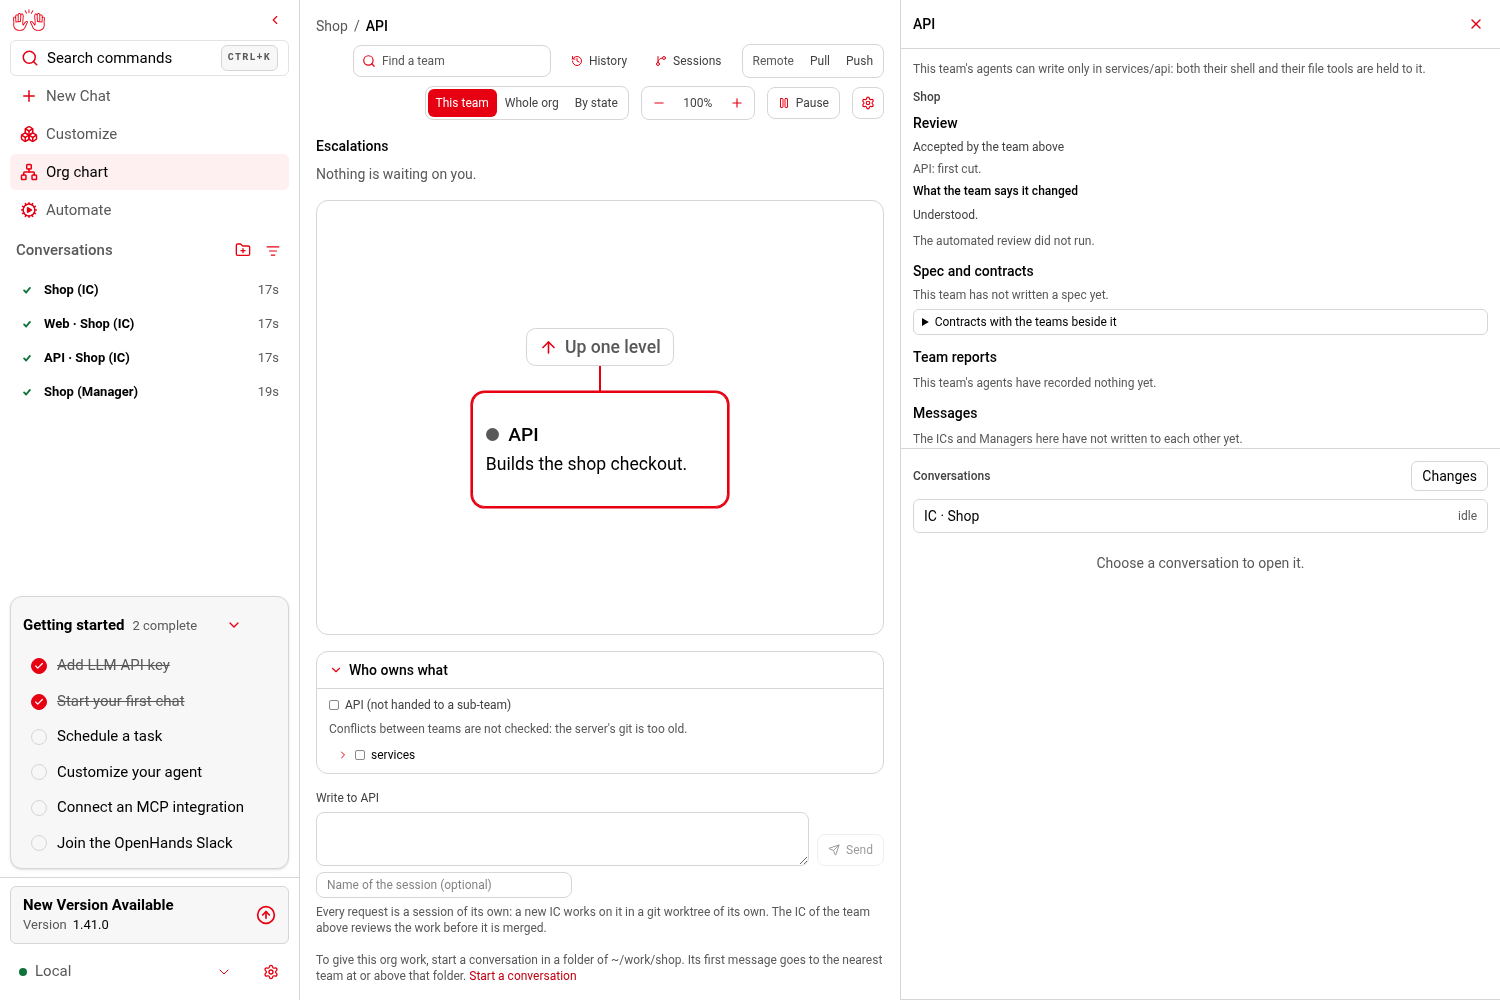 Search commands
CTRL+K
New Chat
Customize
Org chart
Automate
Conversations
Shop (IC) 17s
Web · Shop (IC) 17s
API · Shop (IC) 17s
Shop (Manager) 19s
Getting started 2 complete
Add LLM API key
Start your first chat
Schedule a task
Customize your agent
Connect an MCP integration
Join the OpenHands Slack
New Version Available
Version 1.41.0
Local
Shop / API
Find a team
History
Sessions
Remote Pull Push
This team Whole org By state
100%
Pause
Escalations
Nothing is waiting on you.
Up one level
API
Builds the shop checkout.
Who owns what
API (not handed to a sub-team)
Conflicts between teams are not checked: the server's git is too old.
services
Write to API
Send
Name of the session (optional)
Every request is a session of its own: a new IC works on it in a git worktree of its own. The IC of the team
above reviews the work before it is merged.
To give this org work, start a conversation in a folder of ~/work/shop. Its first message goes to the nearest
team at or above that folder. Start a conversation
API
This team's agents can write only in services/api: both their shell and their file tools are held to it.
Shop
Review
Accepted by the team above
API: first cut.
What the team says it changed
Understood.
The automated review did not run.
Spec and contracts
This team has not written a spec yet.
Contracts with the teams beside it
Team reports
This team's agents have recorded nothing yet.
Messages
The ICs and Managers here have not written to each other yet.
Conversations
Changes
IC · Shop idle
Choose a conversation to open it.